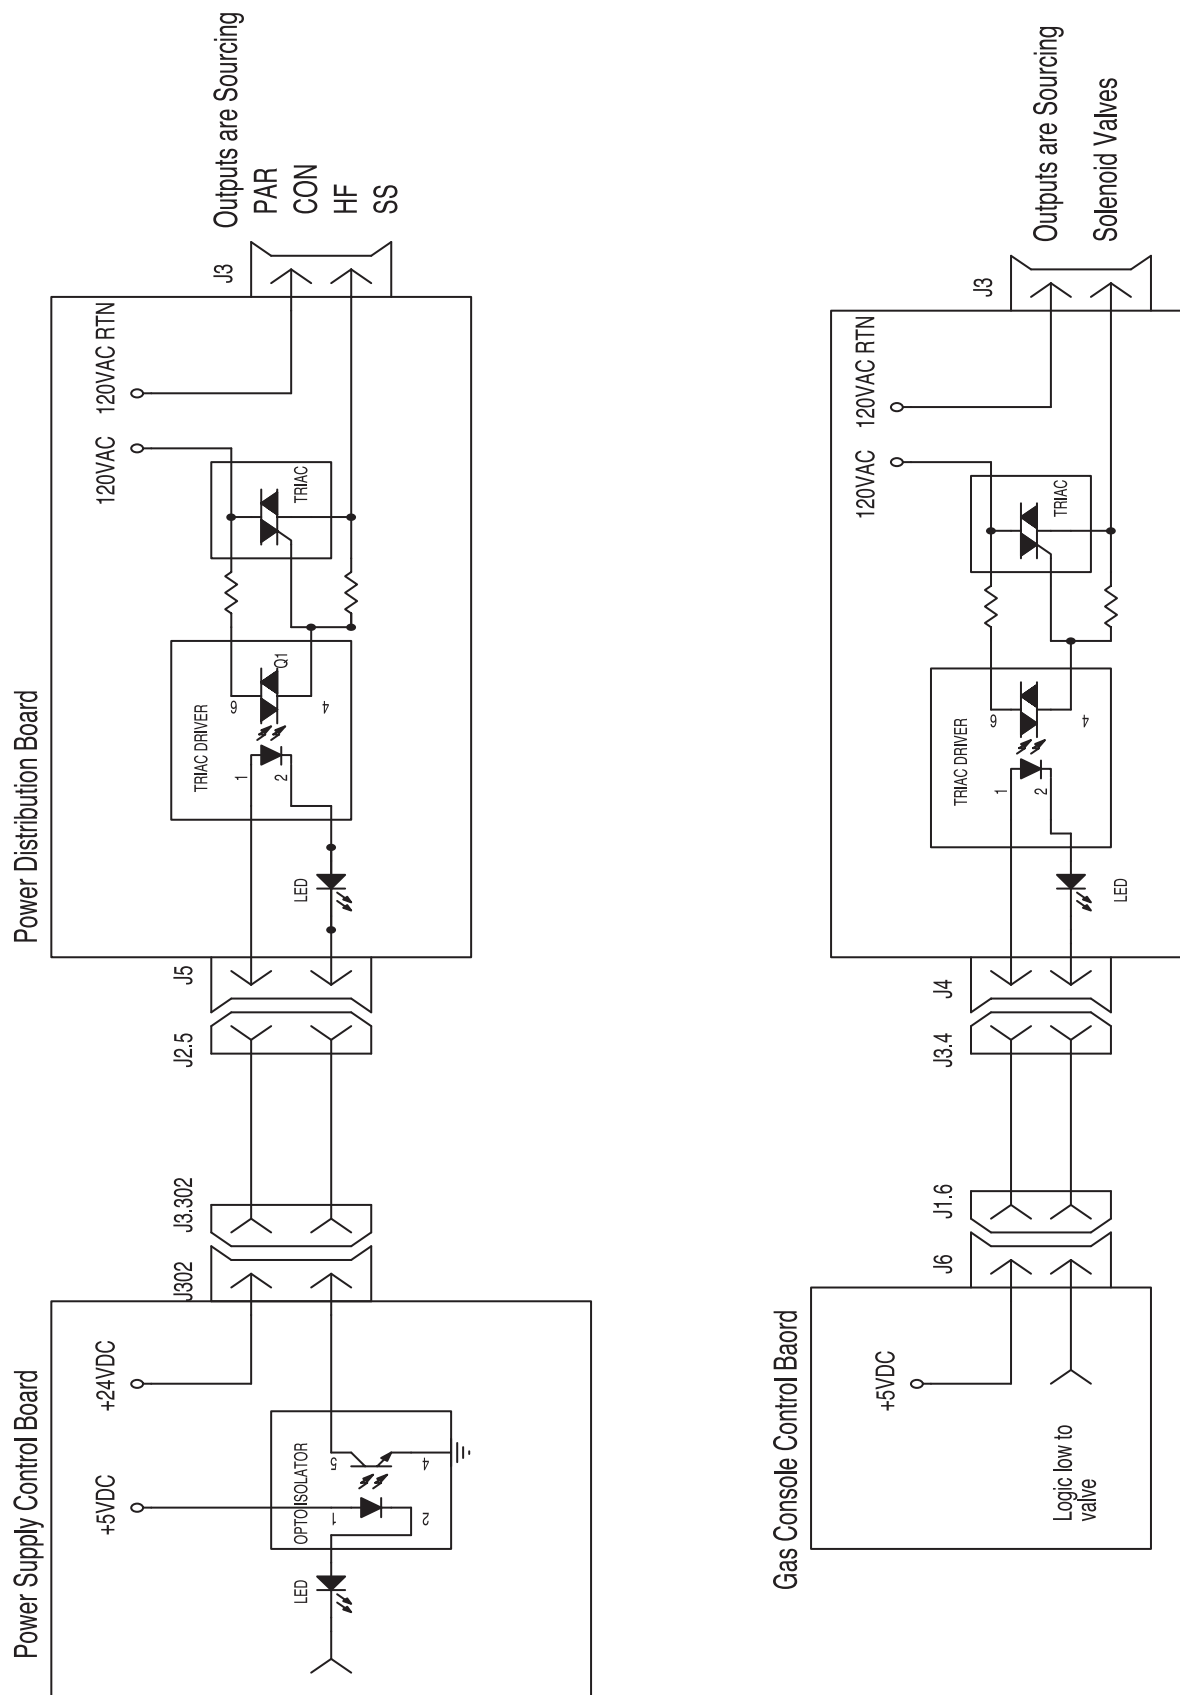 Power Supply Control Board
+5VDC
+24VDC
LED
OPTOISOLATOR
1
2
5
4
J302
J3.302
J2.5
J5
Power Distribution Board
LED
TRIAC DRIVER
1
2
6
4
Q1
TRIAC
120VAC
120VAC RTN
J3
Outputs are Sourcing
PAR
CON
HF
SS
Gas Console Control Baord
+5VDC
Logic low to
valve
J6
J1.6
J3.4
J4
LED
TRIAC DRIVER
1
2
6
4
TRIAC
120VAC
120VAC RTN
J3
Outputs are Sourcing
Solenoid Valves